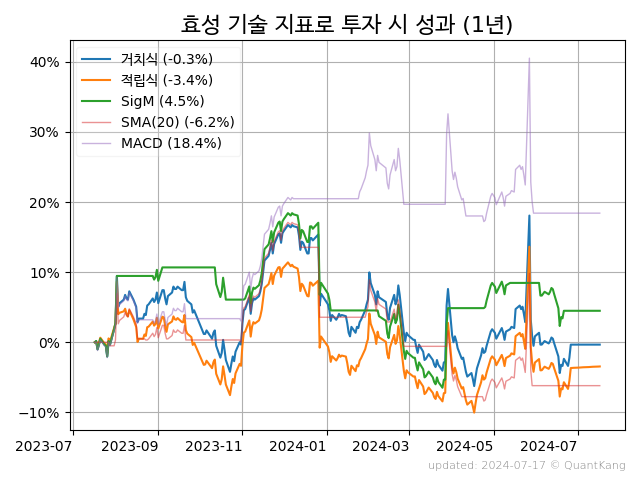 효성 기술 지표로 투자 시 성과 (1년)
거치식 (-0.3%)
적립식 (-3.4%)
SigM (4.5%)
SMA(20) (-6.2%)
MACD (18.4%)
40%
30%
20%
10%
0%
−10%
2023-07 2023-09 2023-11 2024-01 2024-03 2024-05 2024-07
updated: 2024-07-17 © QuantKang